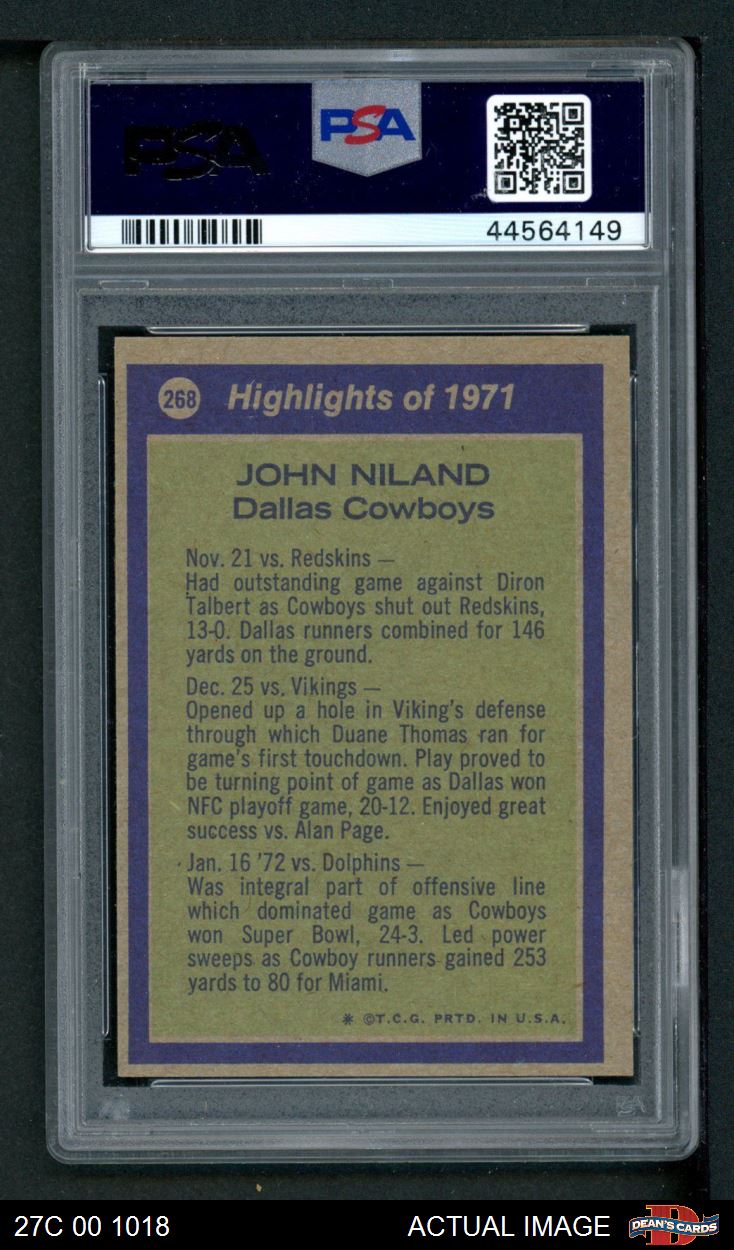 PSA
PSA
44564149
268
Highlights of 1971
JOHN NILAND
Dallas Cowboys
Nov. 21 vs. Redskins —
Had outstanding game against Diron
Talbert as Cowboys shut out Redskins,
13-0. Dallas runners combined for 146
yards on the ground.
Dec. 25 vs. Vikings —
Opened up a hole in Viking's defense
through which Duane Thomas ran for
game's first touchdown. Play proved to
be turning point of game as Dallas won
NFC playoff game, 20-12. Enjoyed great
success vs. Alan Page.
Jan. 16 '72 vs. Dolphins —
Was integral part of offensive line
which dominated game as Cowboys
won Super Bowl, 24-3. Led power
sweeps as Cowboy runners gained 253
yards to 80 for Miami.
* ©T.C.G. PRTD. IN U.S.A.
27C 00 1018
ACTUAL IMAGE
DEAN'S CARDS